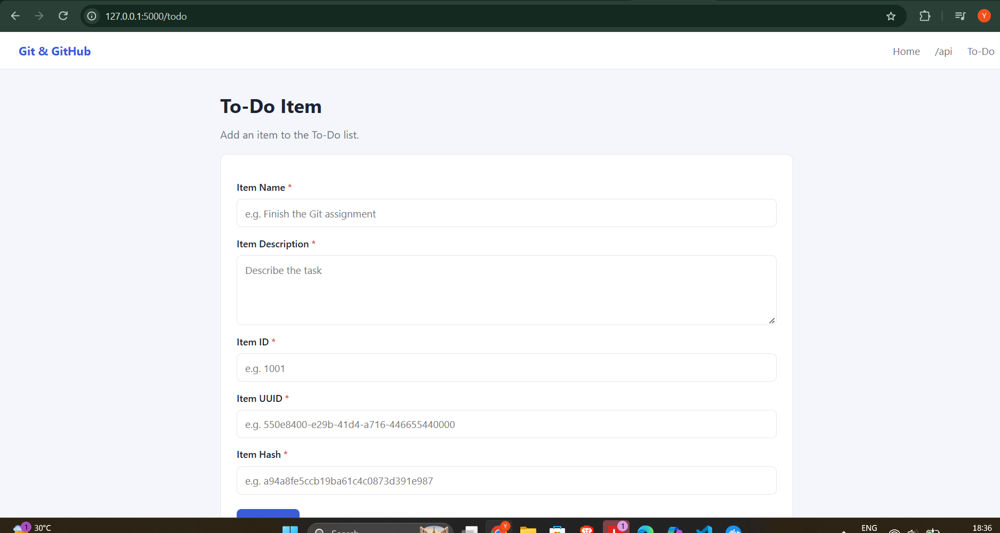 127.0.0.1:5000/todo
Y
Git & GitHub
Home
/api
To-Do
To-Do Item
Add an item to the To-Do list.
Item Name *
e.g. Finish the Git assignment
Item Description *
Describe the task
Item ID *
e.g. 1001
Item UUID *
e.g. 550e8400-e29b-41d4-a716-446655440000
Item Hash *
e.g. a94a8fe5ccb19ba61c4c0873d391e987
1
30°C
Search
Y
1
ENG
18:36